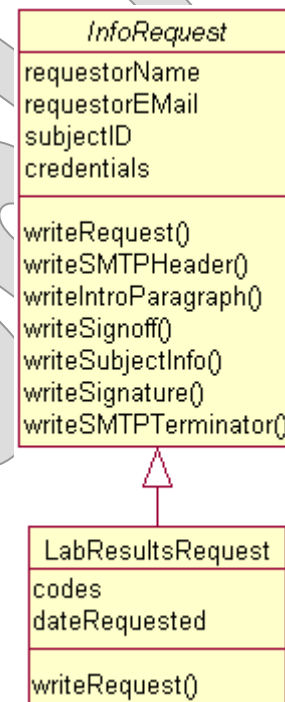 InfoRequest
requestorName
requestorEMail
subjectID
credentials
writeRequest()
writeSMTPHeader()
writeIntroParagraph()
writeSignoff()
writeSubjectInfo()
writeSignature()
writeSMTPTerminator()
LabResultsRequest
codes
dateRequested
writeRequest()